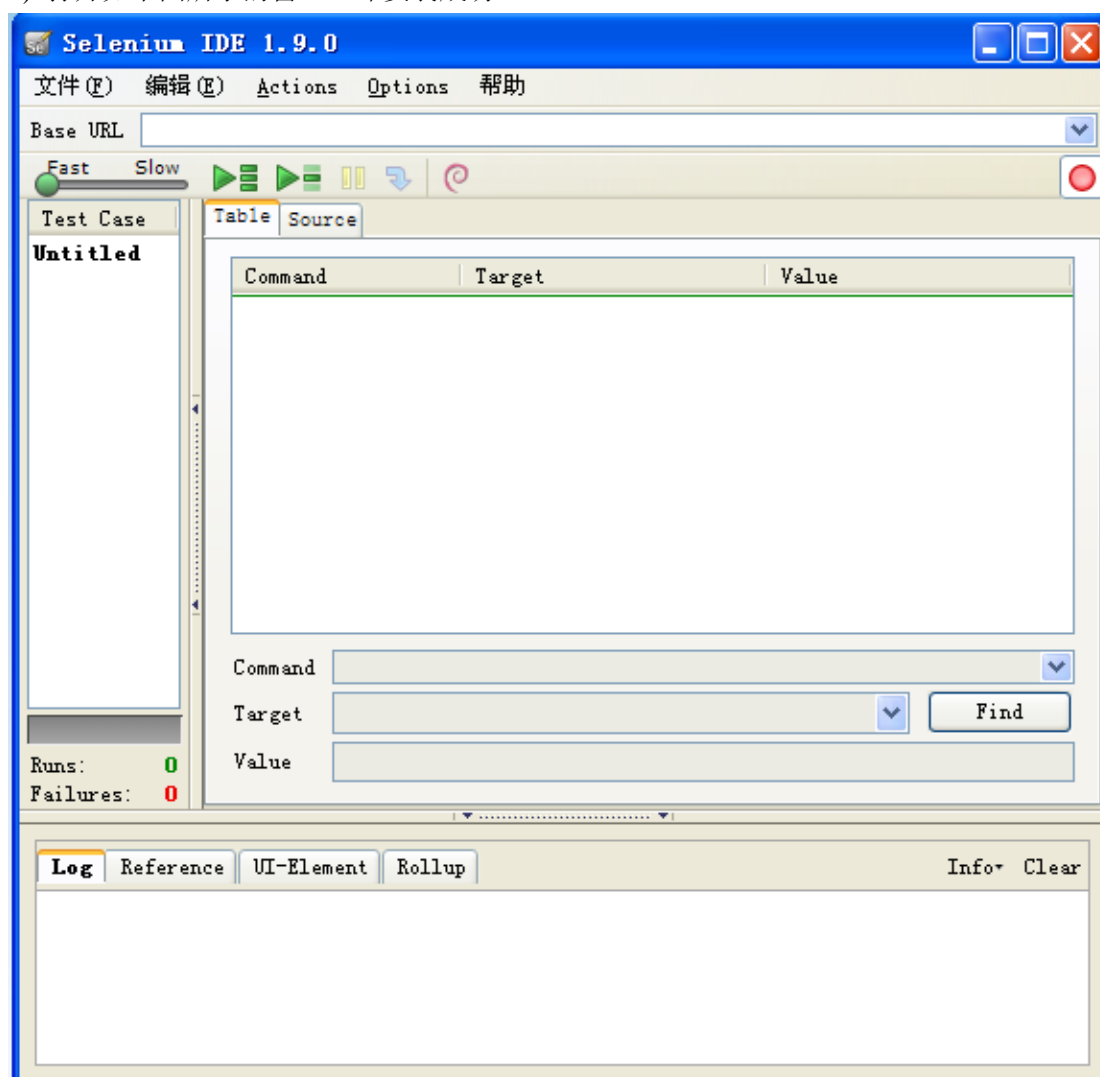 Selenium IDE 1.9.0
文件(F) 编辑(E) Actions Options 帮助
Base URL
Fast Slow
Test Case Table Source
Untitled
Command Target Value
Command
Target Find
Value
Runs: 0
Failures: 0
Log Reference UI-Element Rollup Info Clear